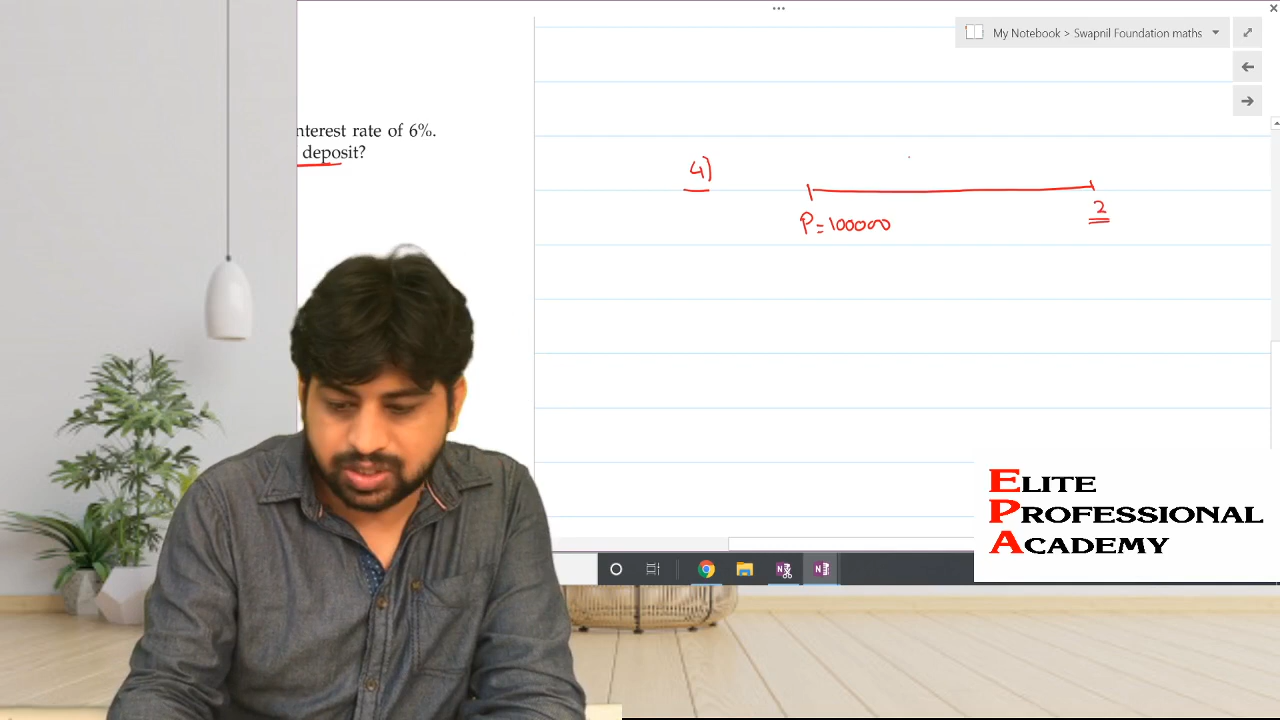 My Notebook > Swapnil Foundation maths
nterest rate of 6%.
deposit?
4)
P=100000
2
ELITE
PROFESSIONAL
ACADEMY